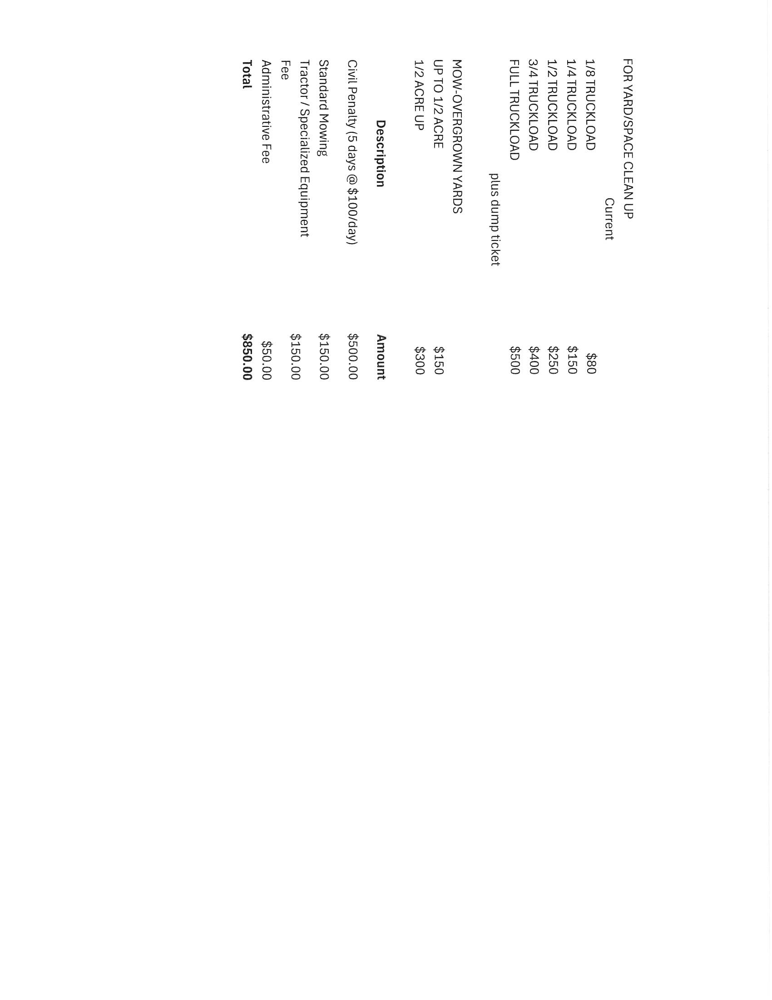 FOR YARD/SPACE CLEAN UP
Current
1/8 TRUCKLOAD $80
1/4 TRUCKLOAD $150
1/2 TRUCKLOAD $250
3/4 TRUCKLOAD $400
FULL TRUCKLOAD $500
plus dump ticket
MOW-OVERGROWN YARDS
UP TO 1/2 ACRE $150
1/2 ACRE UP $300
Description Amount
Civil Penalty (5 days @ $100/day) $500.00
Standard Mowing $150.00
Tractor / Specialized Equipment
Fee $150.00
Administrative Fee $50.00
Total $850.00